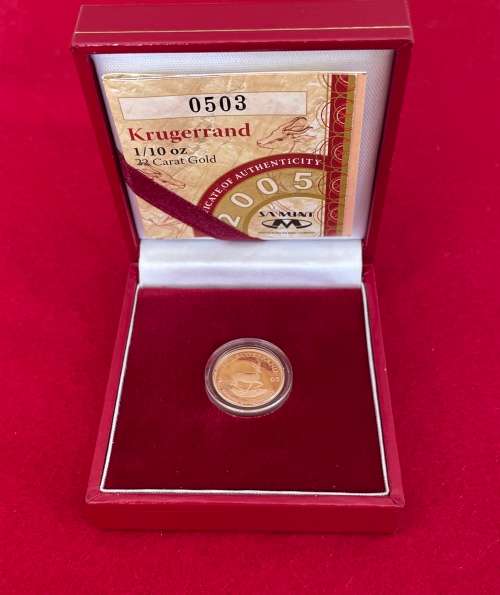 0503
Krugerrand
1/10 oz
22 Carat Gold
CERTIFICATE OF AUTHENTICITY
2005
SA MINT